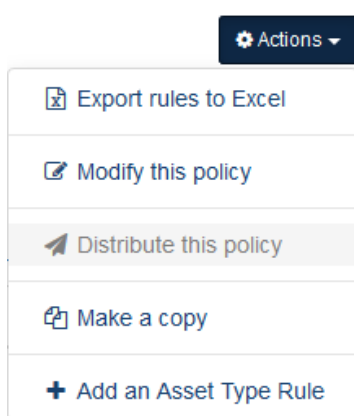 Actions
Export rules to Excel
Modify this policy
Distribute this policy
Make a copy
Add an Asset Type Rule